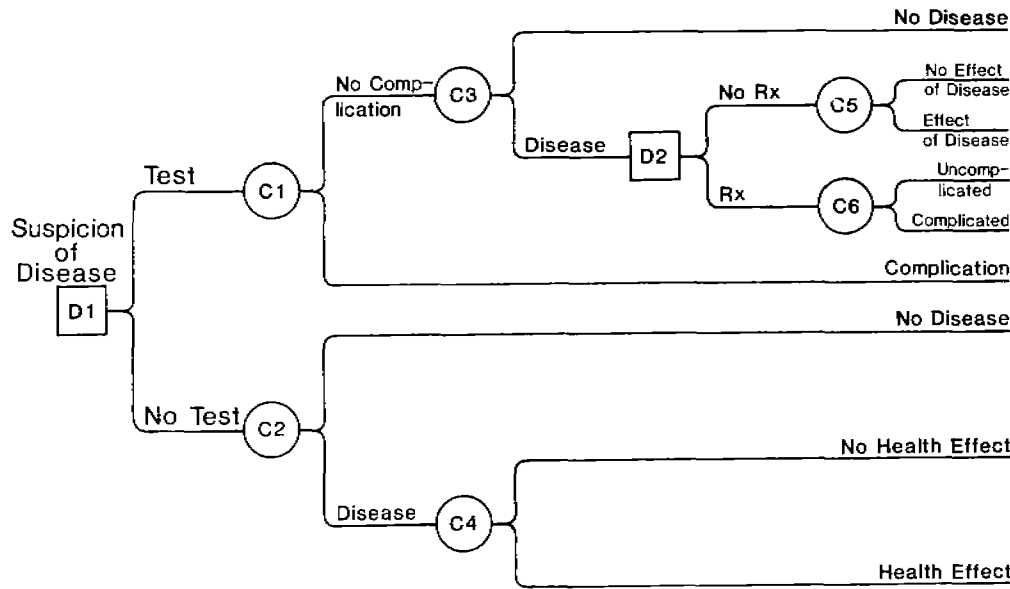 No Disease
No Comp-
lication
C3
No Effect
of Disease
No Rx
C5
Effect
of Disease
Disease
D2
Test
C1
Rx
C6
Uncomp-
licated
Complicated
Suspicion
of
Disease
D1
Complication
No Disease
No Test
C2
No Health Effect
Disease
C4
Health Effect